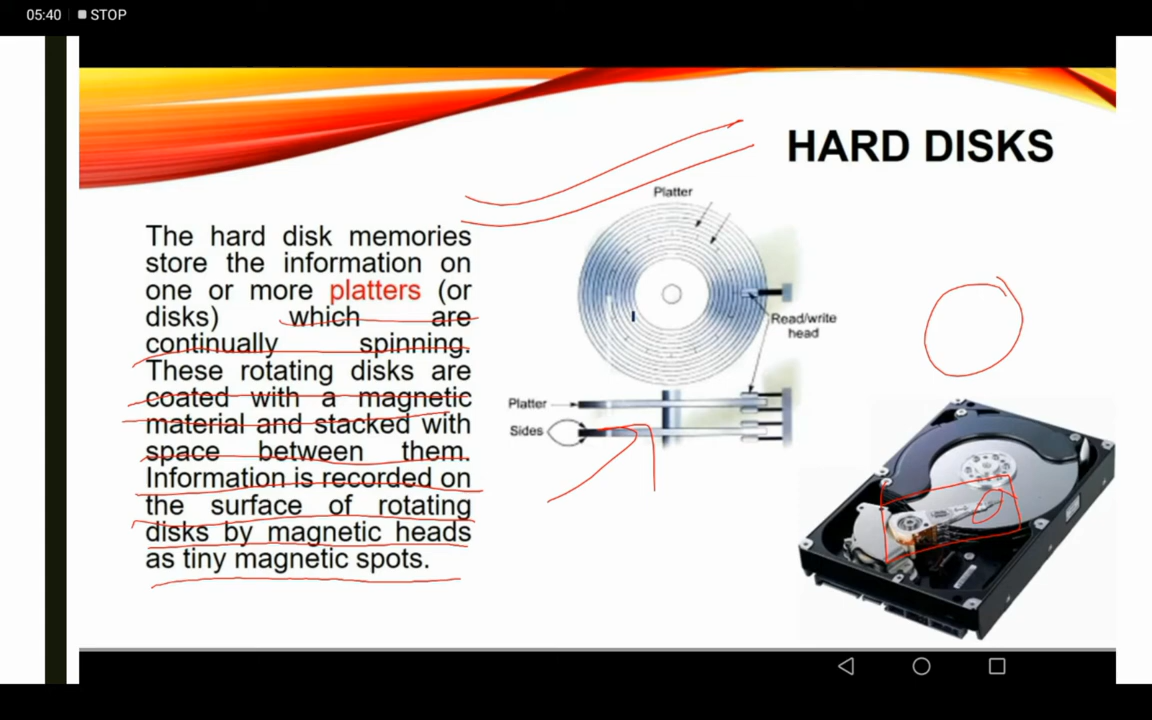 05:40 STOP
HARD DISKS
The hard disk memories
store the information on
one or more platters (or
disks) which are
continually spinning.
These rotating disks are
coated with a magnetic
material and stacked with
space between them.
Information is recorded on
the surface of rotating
disks by magnetic heads
as tiny magnetic spots.
Platter
Read/write
head
Platter
Sides